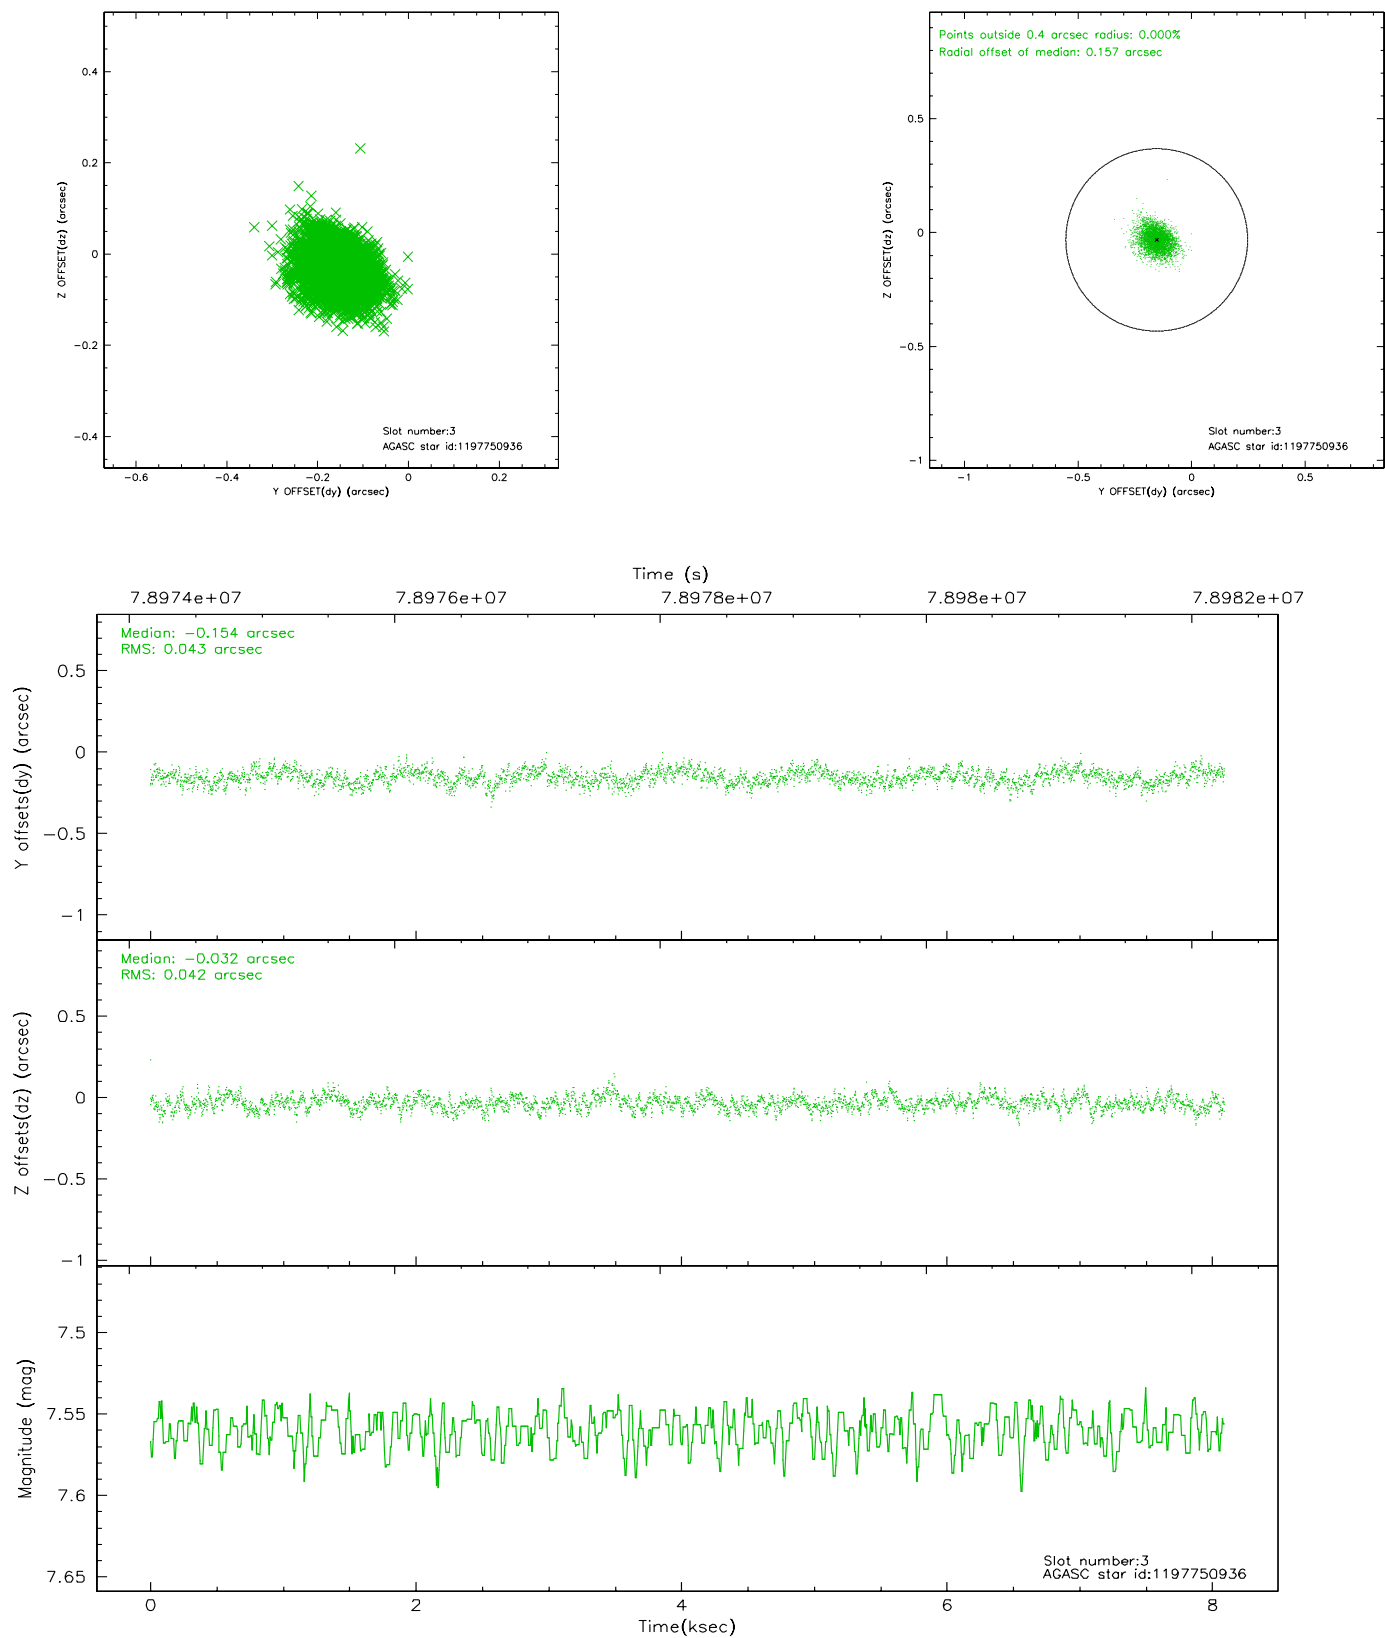 0.4
0.2
0
−0.2
−0.4
Z OFFSET(dz) (arcsec)
Slot number:3
AGASC star id:1197750936
−0.6 −0.4 −0.2 0 0.2
Y OFFSET(dy) (arcsec)
Points outside 0.4 arcsec radius: 0.000%
Radial offset of median: 0.157 arcsec
0.5
0
−0.5
−1
Z OFFSET(dz) (arcsec)
Slot number:3
AGASC star id:1197750936
−1 −0.5 0 0.5
Y OFFSET(dy) (arcsec)
Time (s)
7.8974e+07 7.8976e+07 7.8978e+07 7.898e+07 7.8982e+07
Median: −0.154 arcsec
RMS: 0.043 arcsec
0.5
0
−0.5
−1
Y offsets(dy) (arcsec)
Median: −0.032 arcsec
RMS: 0.042 arcsec
0.5
0
−0.5
−1
Z offsets(dz) (arcsec)
7.5
7.55
7.6
7.65
Magnitude (mag)
Slot number:3
AGASC star id:1197750936
0 2 4 6 8
Time(ksec)